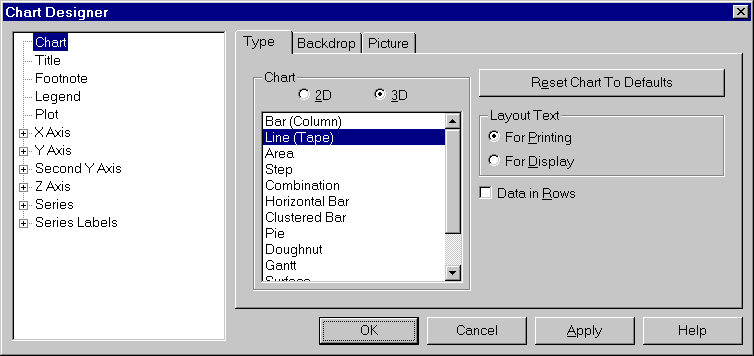 Chart Designer
Chart
Title
Footnote
Legend
Plot
X Axis
Y Axis
Second Y Axis
Z Axis
Series
Series Labels
Type
Backdrop
Picture
Chart
2D
3D
Bar (Column)
Line (Tape)
Area
Step
Combination
Horizontal Bar
Clustered Bar
Pie
Doughnut
Gantt
Surface
Reset Chart To Defaults
Layout Text
For Printing
For Display
Data in Rows
OK
Cancel
Apply
Help